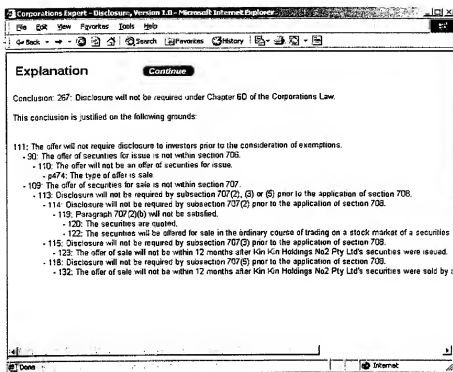 Corporations Expert - Disclosure, Version 1.0 - Microsoft Internet Explorer
File Edit View Favorites Tools Help
Back Search Favorites History
Explanation Continue
Conclusion: 267: Disclosure will not be required under Chapter 6D of the Corporations Law.
This conclusion is justified on the following grounds:
111: The offer will not require disclosure to investors prior to the consideration of exemptions.
- 90: The offer of securities for issue is not within section 706.
- 110: The offer will not be an offer of securities for issue.
- p474: The type of offer is sale.
- 109: The offer of securities for sale is not within section 707.
- 113: Disclosure will not be required by subsection 707(2), (3) or (5) prior to the application of section 708.
- 114: Disclosure will not be required by subsection 707(2) prior to the application of section 708.
- 119: Paragraph 707(2)(b) will not be satisfied.
- 120: The securities are quoted.
- 122: The securities will be offered for sale in the ordinary course of trading on a stock market of a securities
- 115: Disclosure will not be required by subsection 707(3) prior to the application of section 708.
- 123: The offer of sale will not be within 12 months after Kin Kin Holdings No2 Pty Ltd's securities were issued.
- 118: Disclosure will not be required by subsection 707(5) prior to the application of section 708.
- 132: The offer of sale will not be within 12 months after Kin Kin Holdings No2 Pty Ltd's securities were sold by
Done Internet